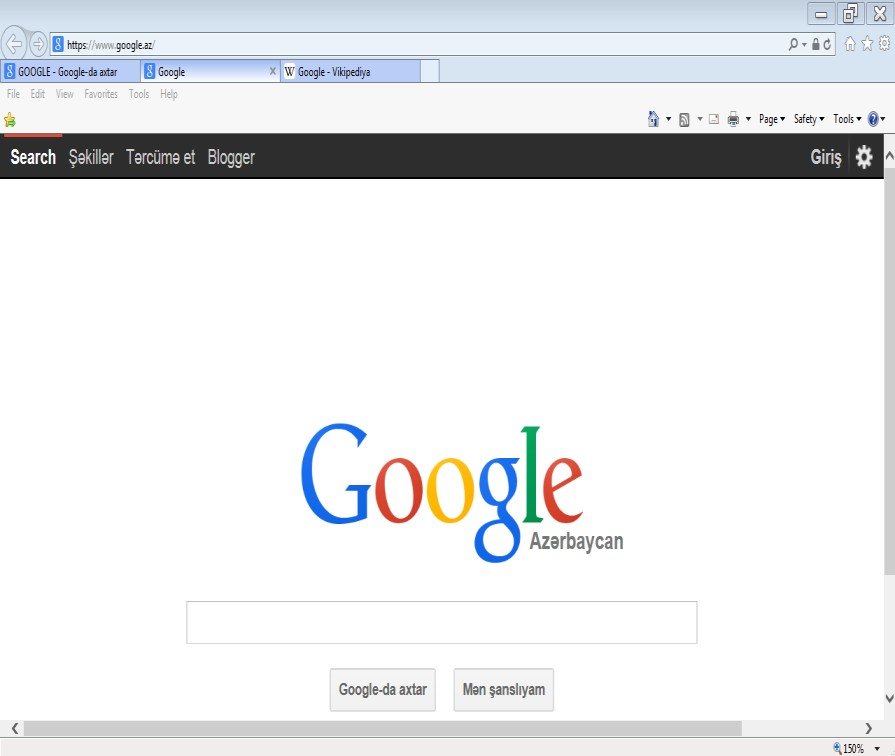 https://www.google.az/
GOOGLE - Google-da axtar
Google
Google - Vikipediya
File Edit View Favorites Tools Help
Page Safety Tools
Search Şəkillər Tərcümə et Blogger Giriş
Google
Azərbaycan
Google-da axtar
Mən şanslıyam
150%